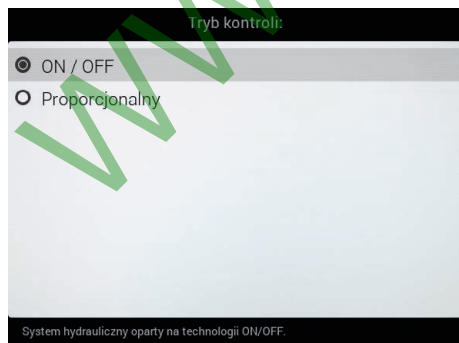 Tryb kontroli:
ON / OFF
Proporcjonalny
System hydrauliczny oparty na technologii ON/OFF.